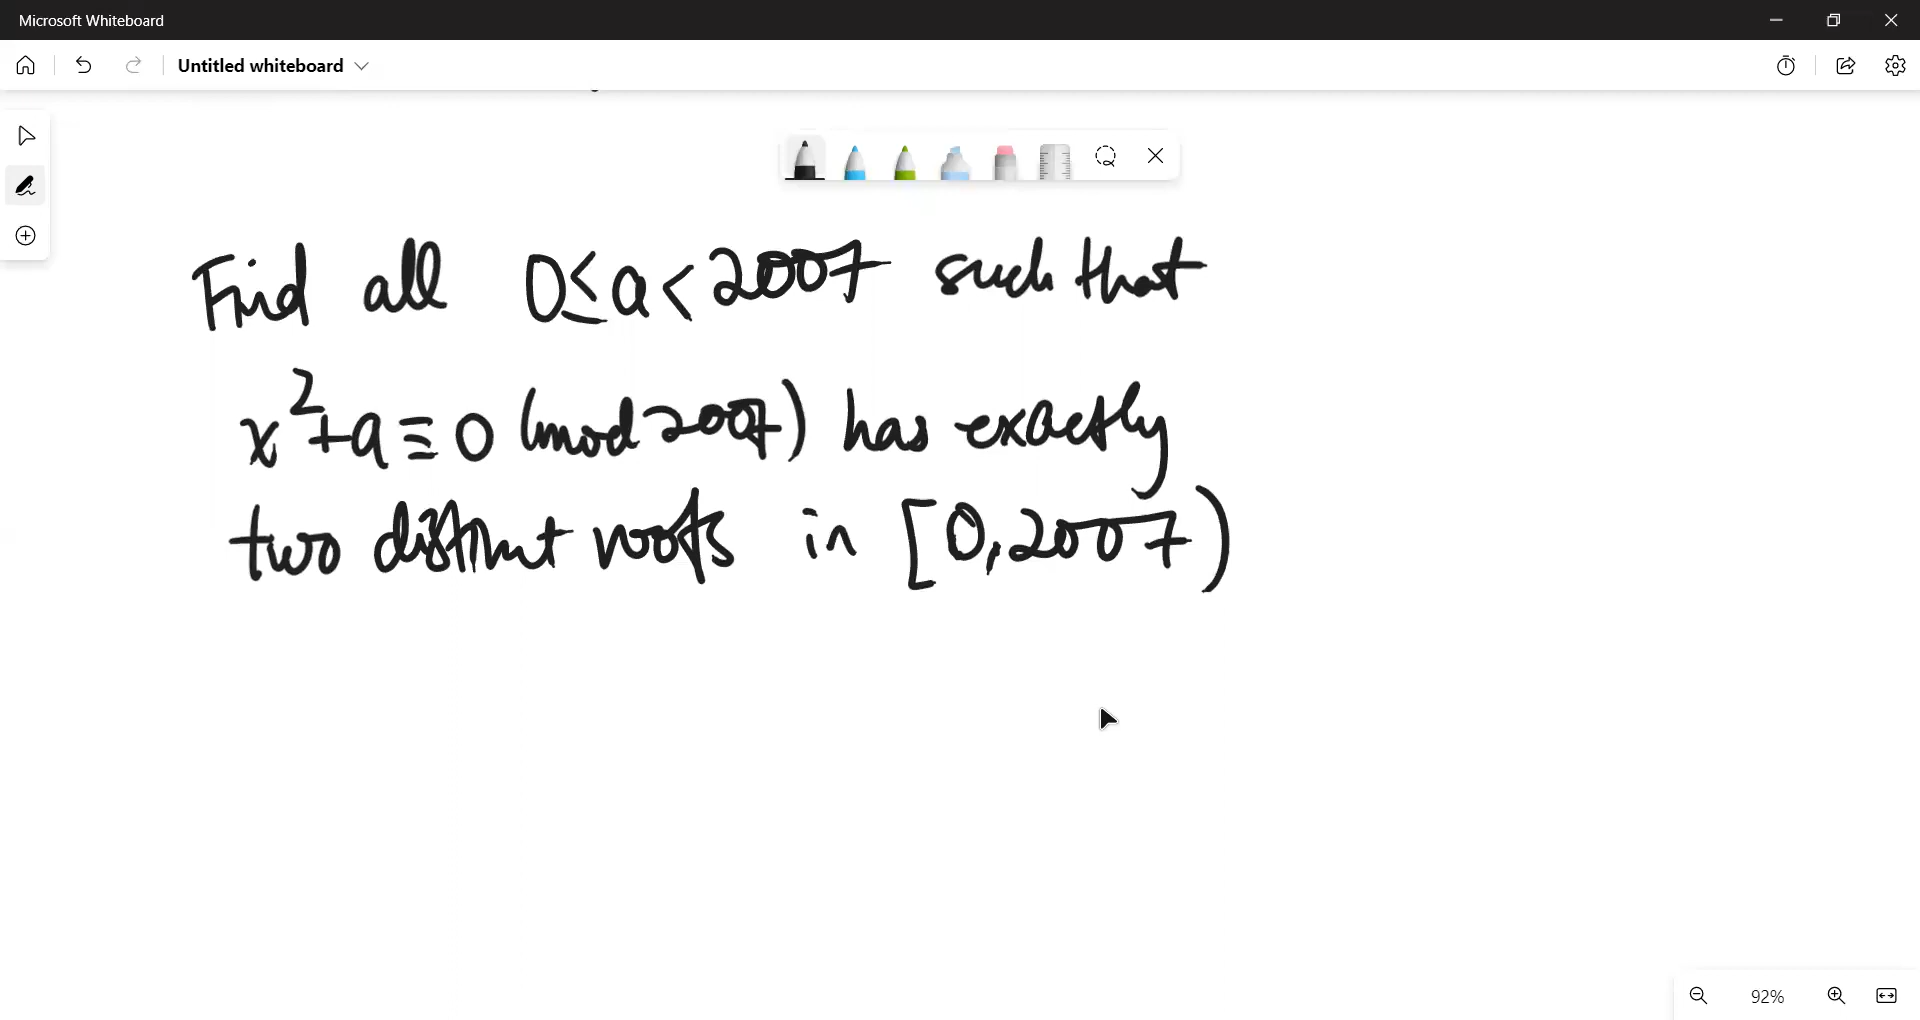 Microsoft Whiteboard
Untitled whiteboard
Find all 0≤a<2007 such that
x²+a≡0 (mod 2007) has exactly
two distinct roots in [0,2007)
92%